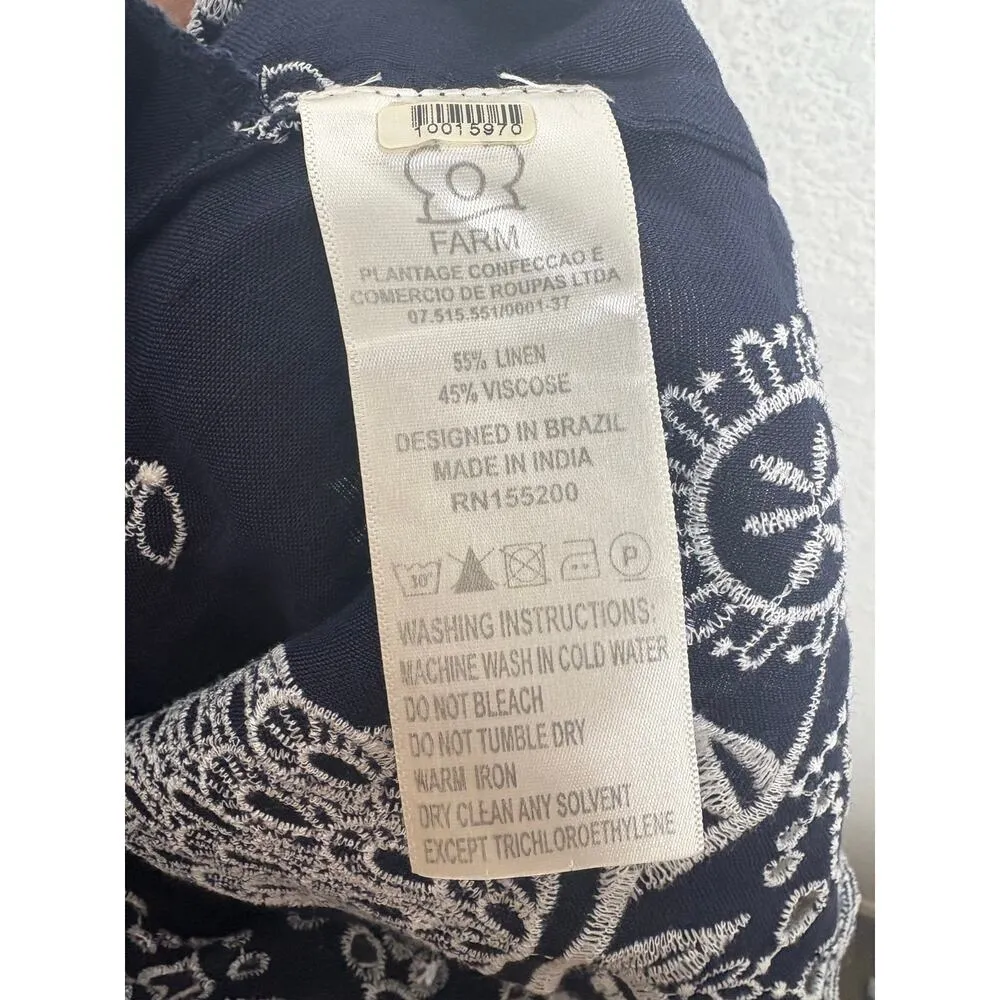 10015970
FARM
PLANTAGE CONFECCAO E
COMERCIO DE ROUPAS LTDA
07.515.551/0001-37
55% LINEN
45% VISCOSE
DESIGNED IN BRAZIL
MADE IN INDIA
RN155200
30° P
WASHING INSTRUCTIONS:
MACHINE WASH IN COLD WATER
DO NOT BLEACH
DO NOT TUMBLE DRY
WARM IRON
DRY CLEAN ANY SOLVENT
EXCEPT TRICHLOROETHYLENE